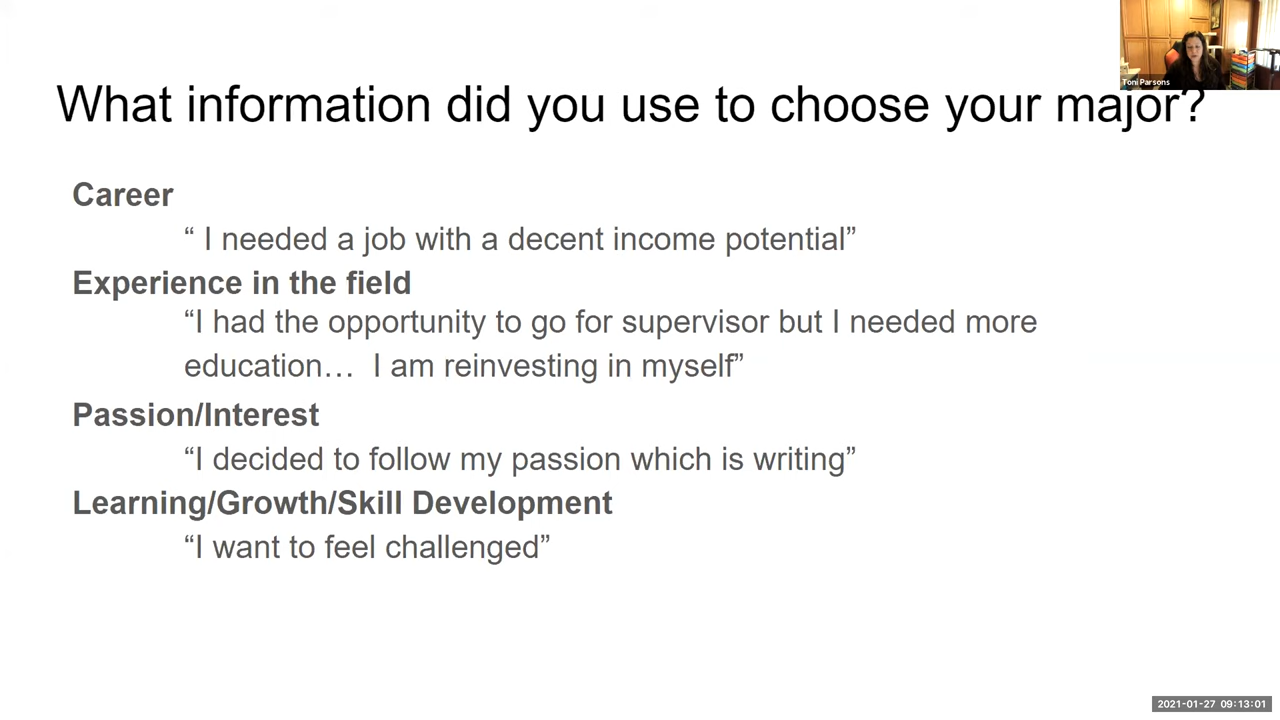 Toni Parsons
What information did you use to choose your major?
Career
“ I needed a job with a decent income potential”
Experience in the field
“I had the opportunity to go for supervisor but I needed more
education… I am reinvesting in myself”
Passion/Interest
“I decided to follow my passion which is writing”
Learning/Growth/Skill Development
“I want to feel challenged”
2021-01-27 09:13:01